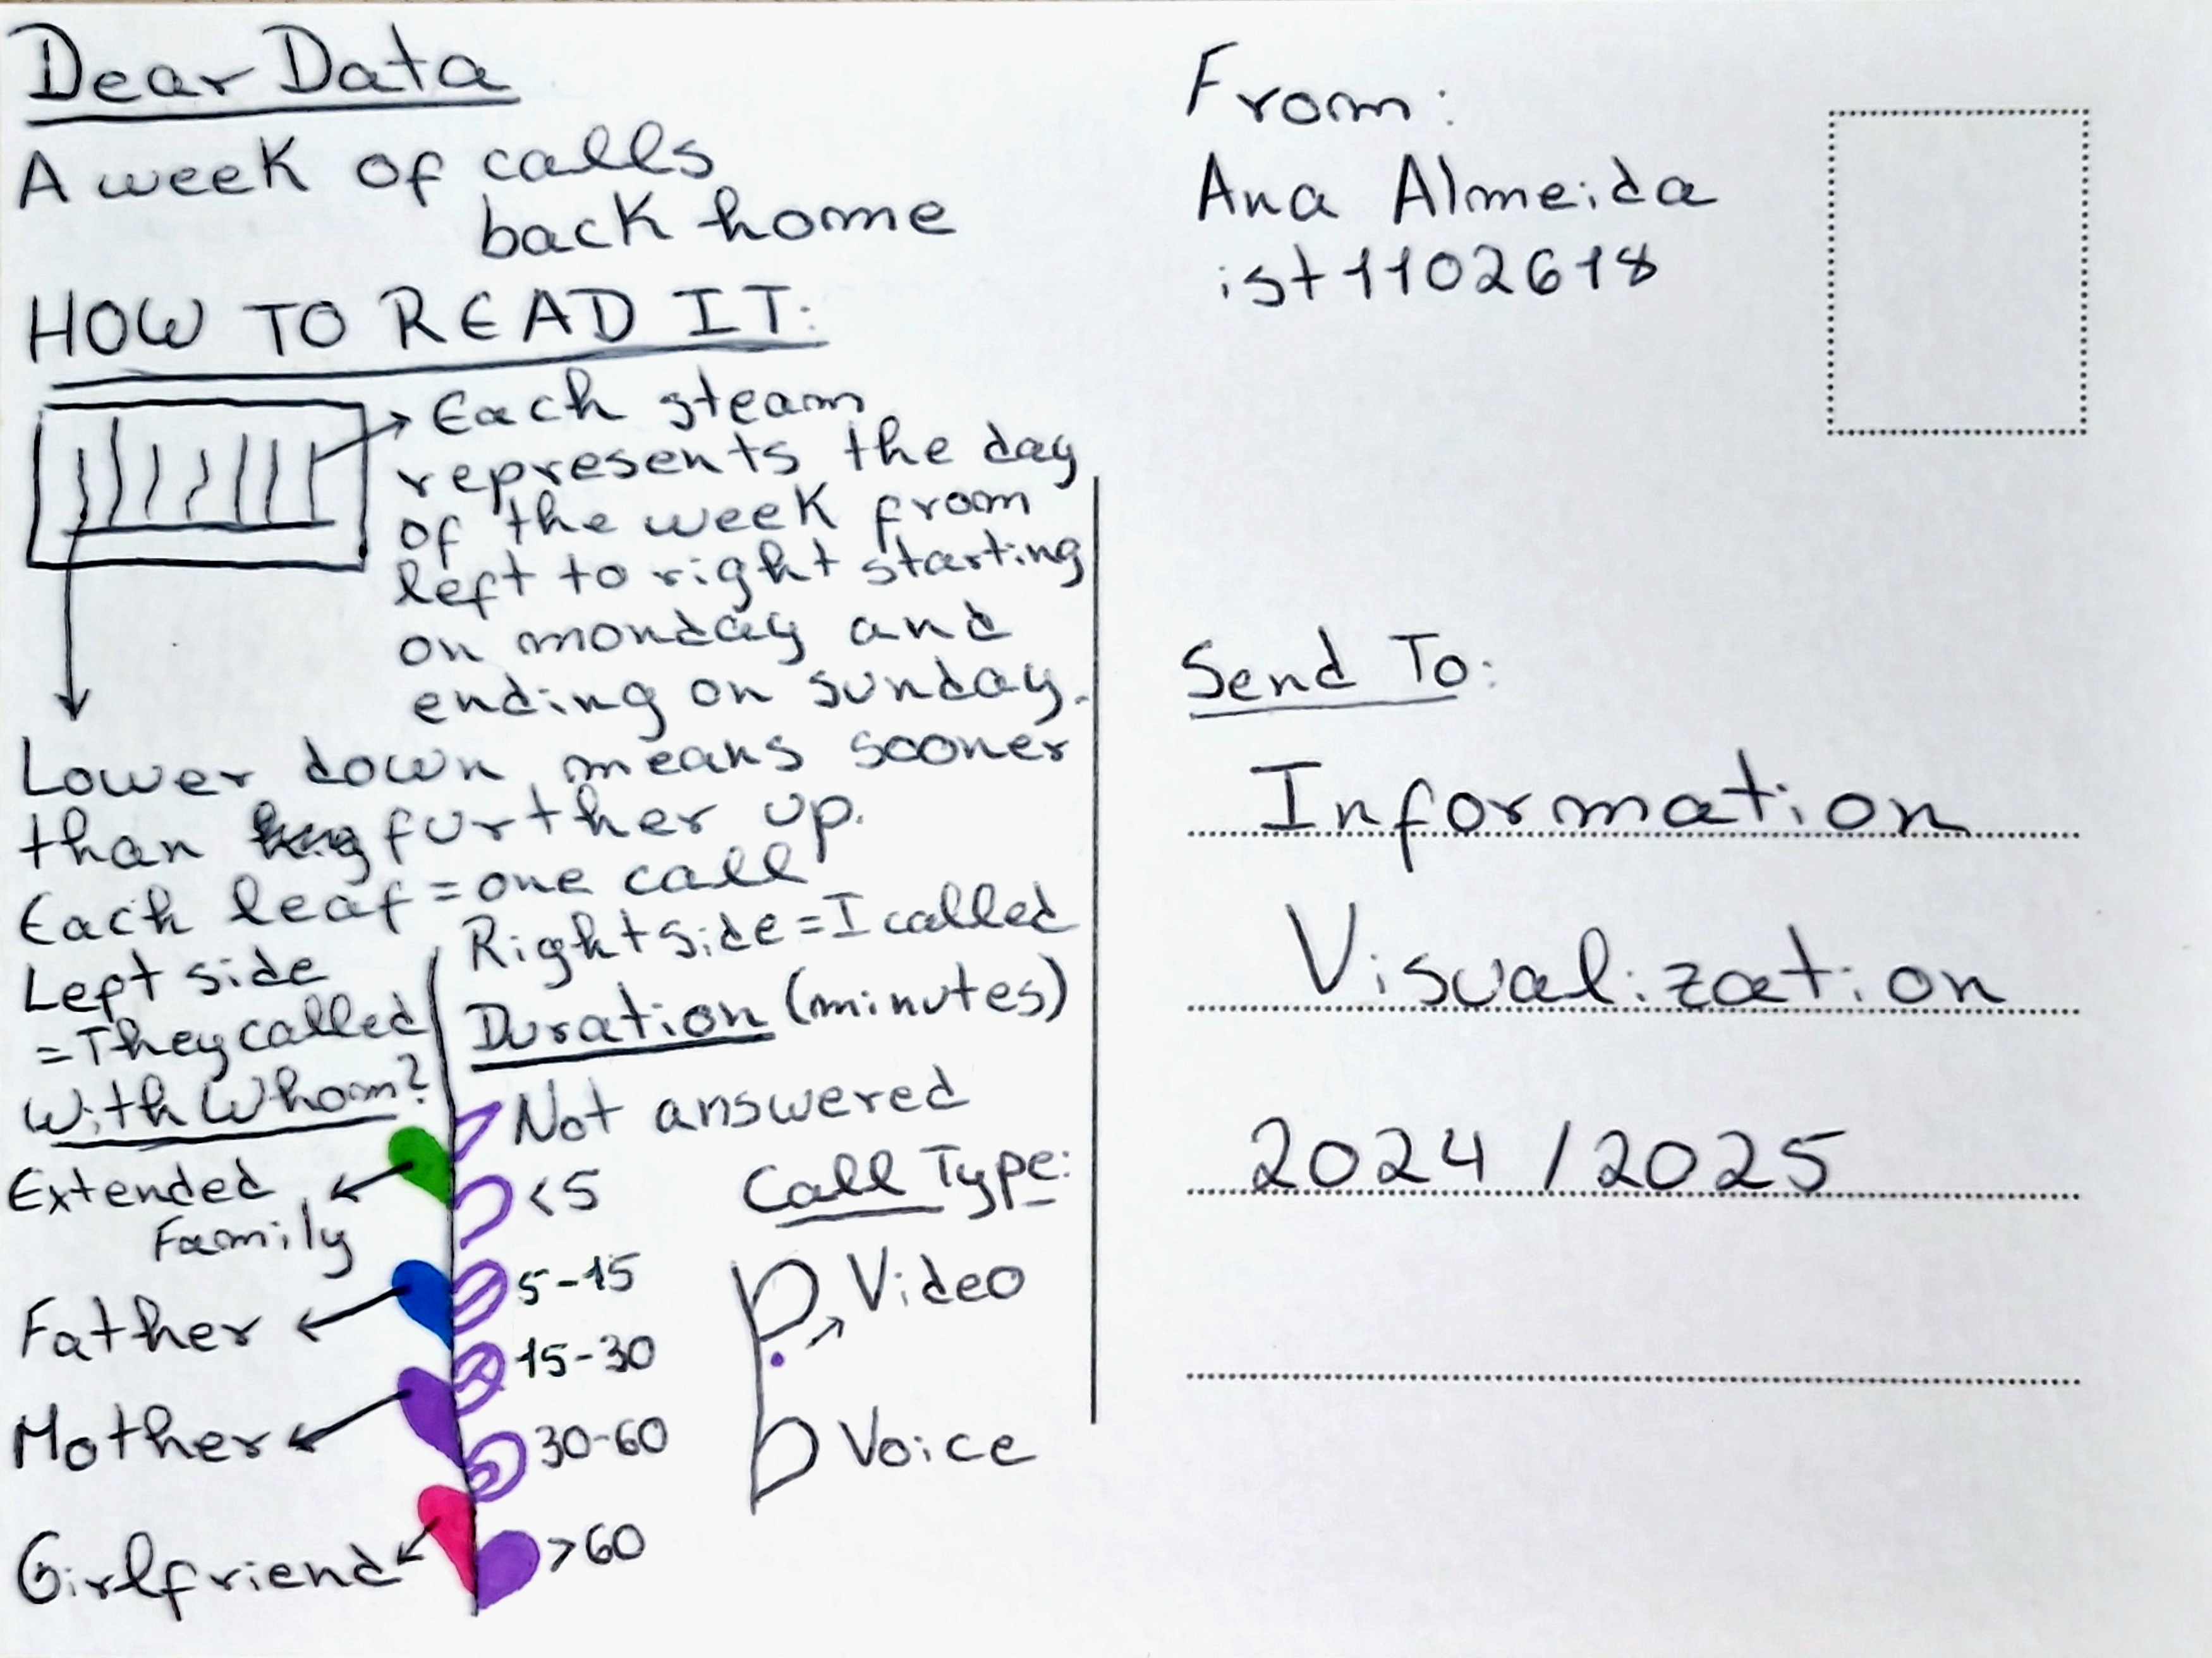 Dear Data
A week of calls
back home
HOW TO READ IT:
Each steam
represents the day
of the week from
left to right starting
on monday and
ending on sunday.
Lower down means sooner
than further up.
Each leaf = one call
Left side
= They called
Right side = I called
With Whom?
Extended
Family
Father
Mother
Girlfriend
Duration (minutes)
Not answered
<5
5-15
15-30
30-60
>60
Call Type:
Video
Voice
From:
Ana Almeida
ist1102618
Send To:
Information
Visualization
2024 / 2025